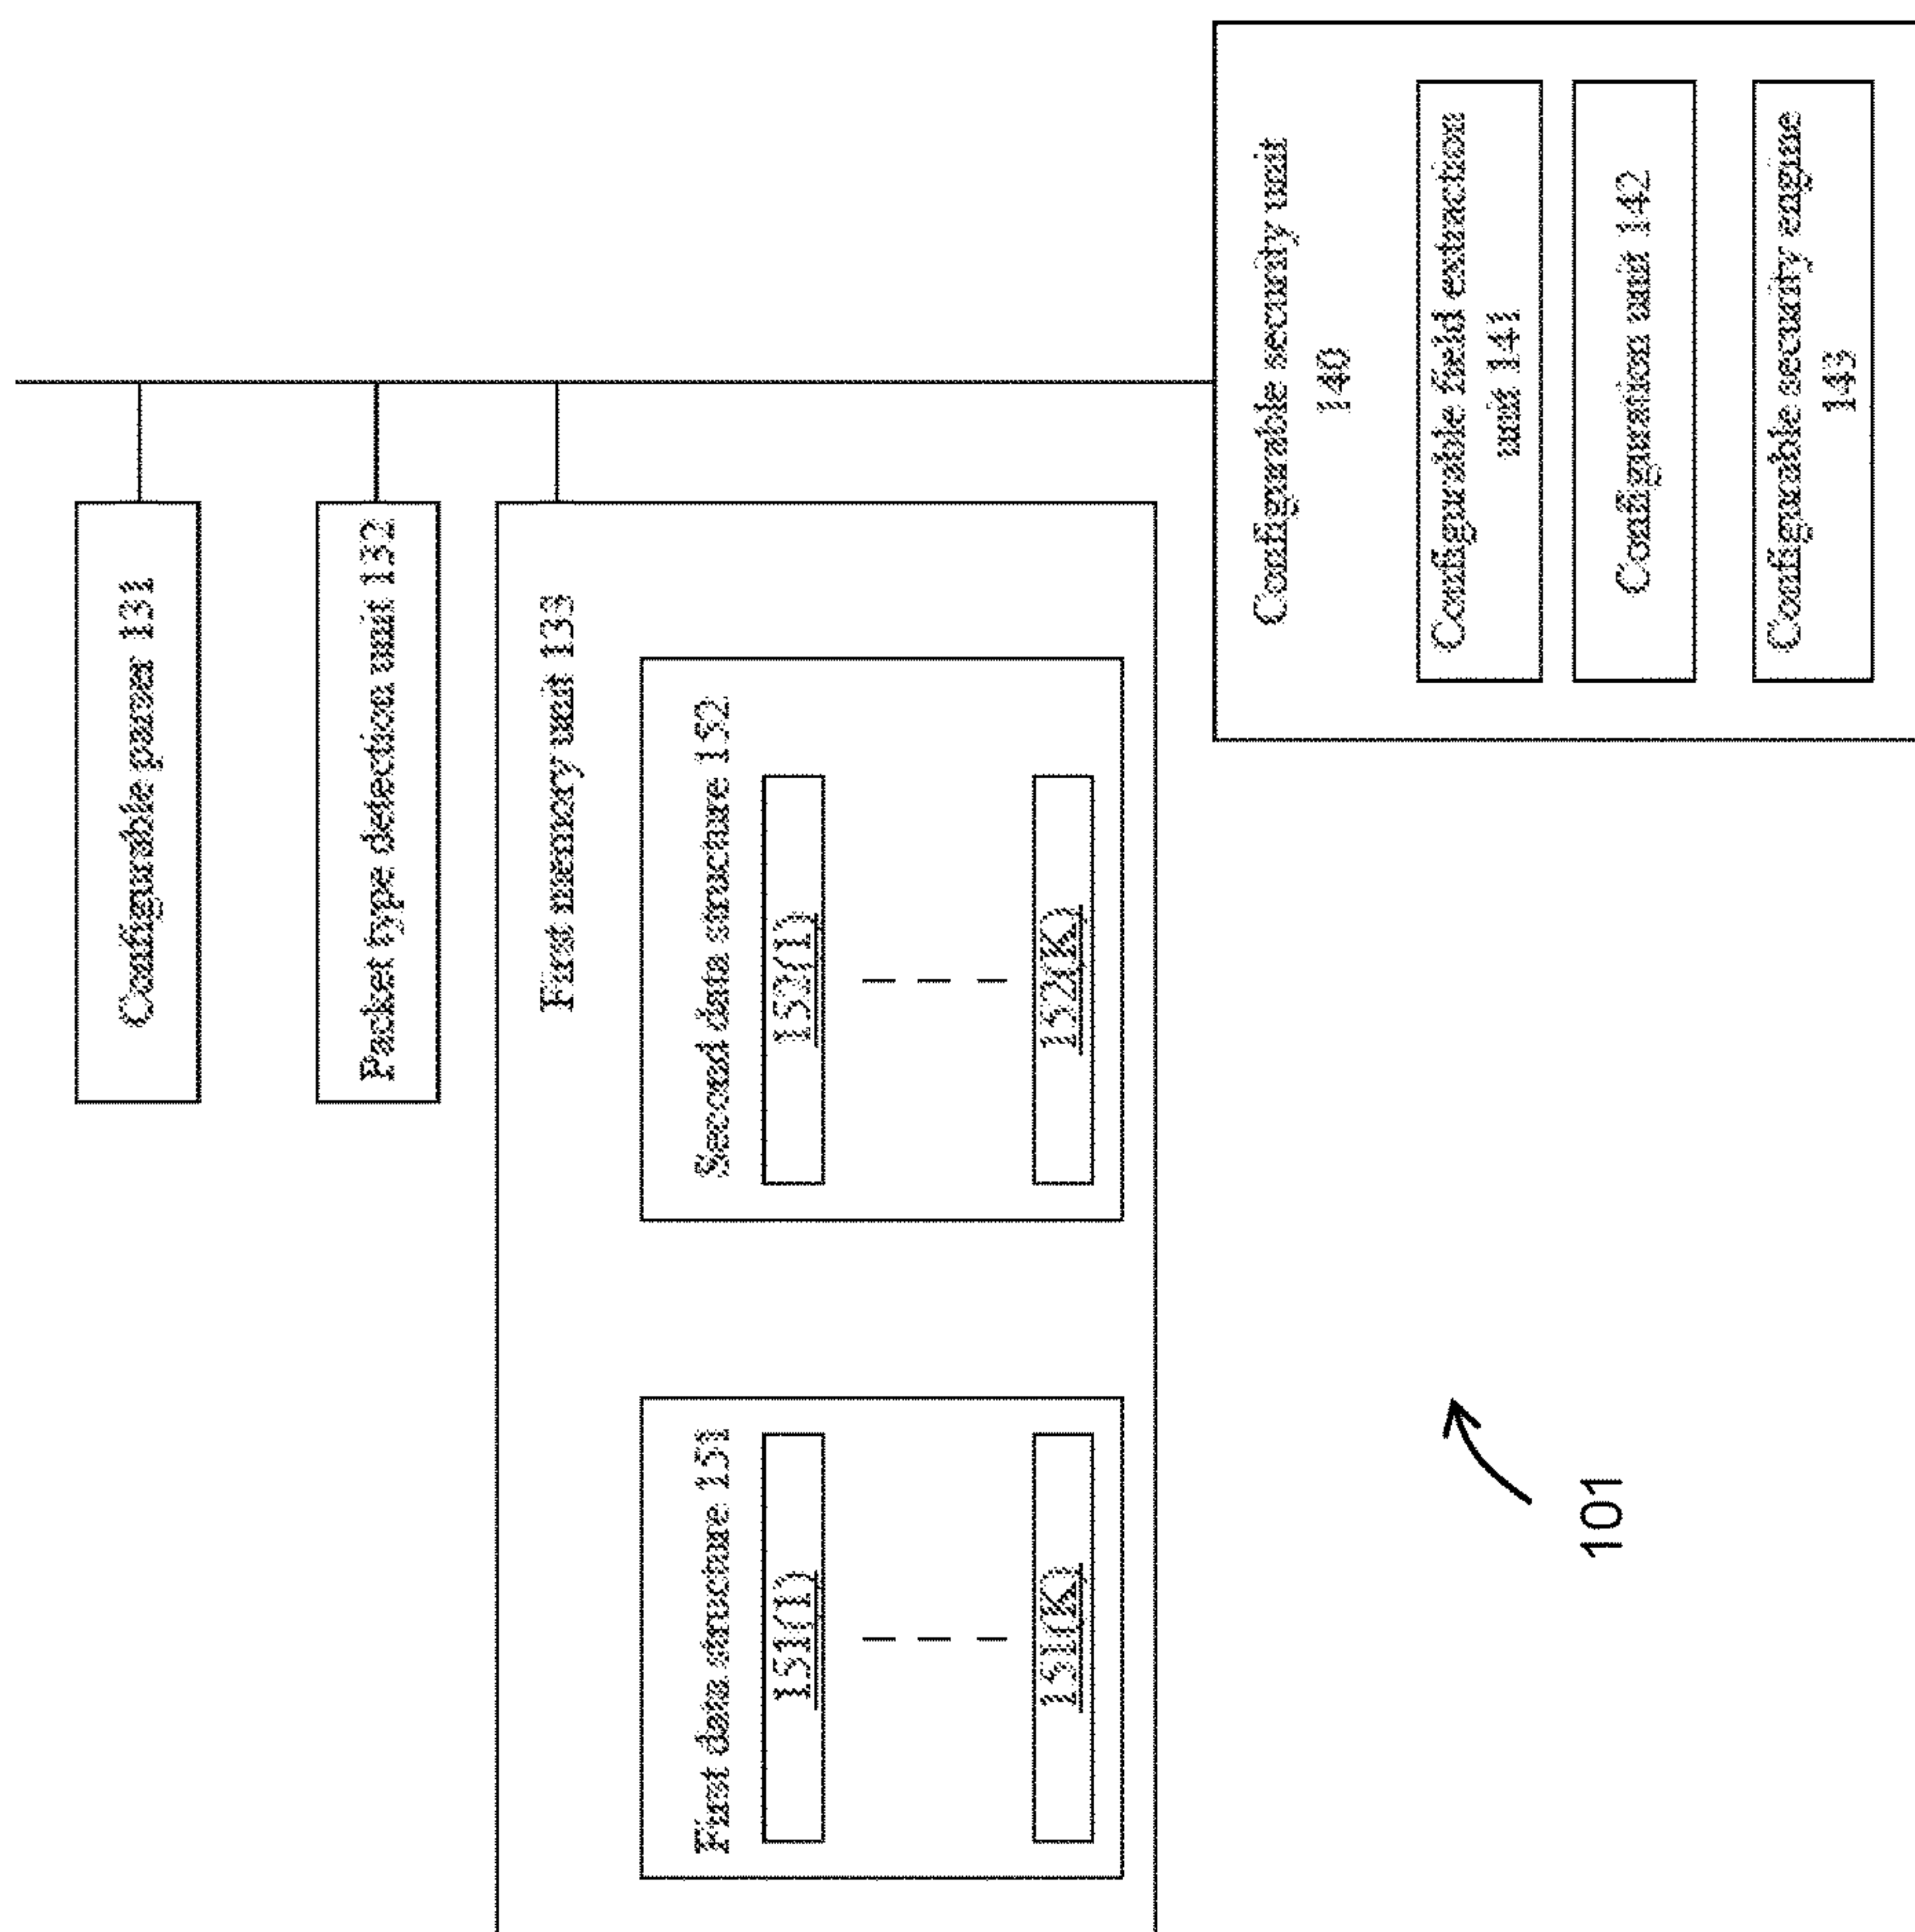 Configurable parser 131
Packet type detection unit 132
First memory unit 133
First data structure 151
151(1)
151(K)
Second data structure 152
152(1)
152(K)
Configurable security unit
140
Configurable field extraction
unit 141
Configuration unit 142
Configurable security engine
143
101